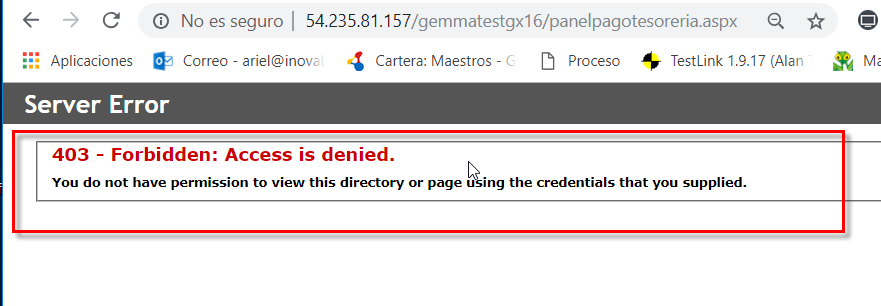 No es seguro | 54.235.81.157/gemmatestgx16/panelpagotesoreria.aspx
Aplicaciones Correo - ariel@inoval Cartera: Maestros - G Proceso TestLink 1.9.17 (Alan Ma
Server Error
403 - Forbidden: Access is denied.
You do not have permission to view this directory or page using the credentials that you supplied.